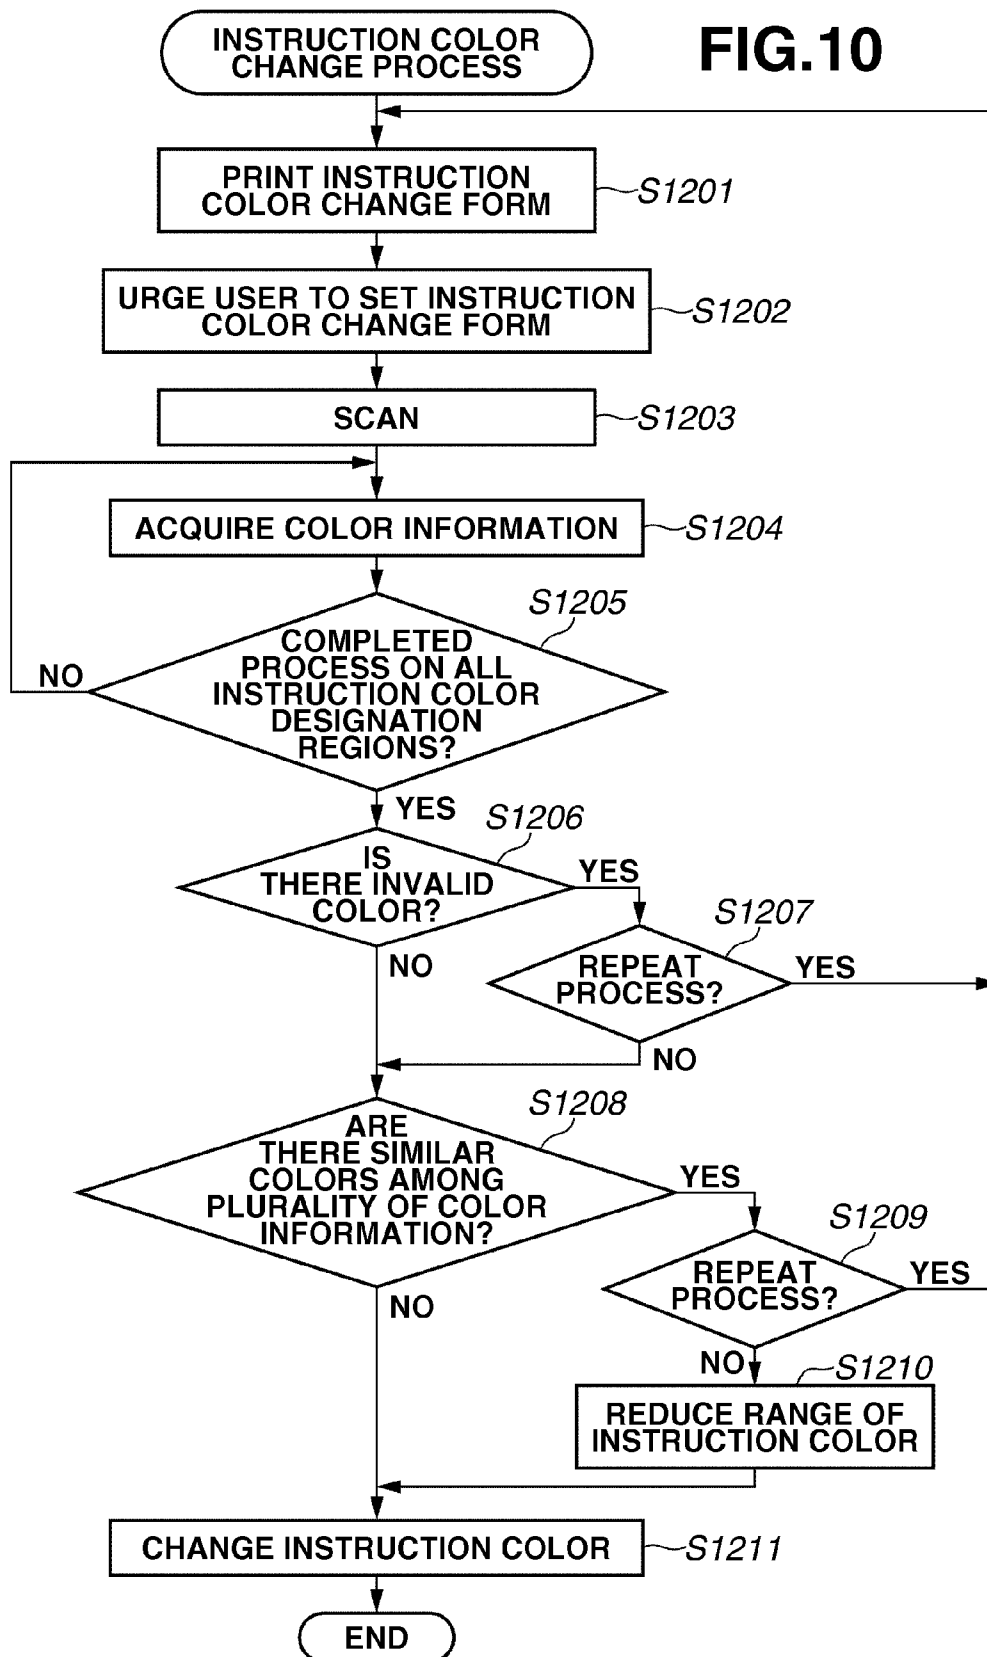 INSTRUCTION COLOR
CHANGE PROCESS
FIG.10
PRINT INSTRUCTION
COLOR CHANGE FORM
S1201
URGE USER TO SET INSTRUCTION
COLOR CHANGE FORM
S1202
SCAN
S1203
ACQUIRE COLOR INFORMATION
S1204
S1205
COMPLETED
PROCESS ON ALL
INSTRUCTION COLOR
DESIGNATION
REGIONS?
NO
YES
S1206
IS
THERE INVALID
COLOR?
YES
NO
S1207
REPEAT
PROCESS?
YES
NO
S1208
ARE
THERE SIMILAR
COLORS AMONG
PLURALITY OF COLOR
INFORMATION?
YES
NO
S1209
REPEAT
PROCESS?
YES
NO
S1210
REDUCE RANGE OF
INSTRUCTION COLOR
CHANGE INSTRUCTION COLOR
S1211
END